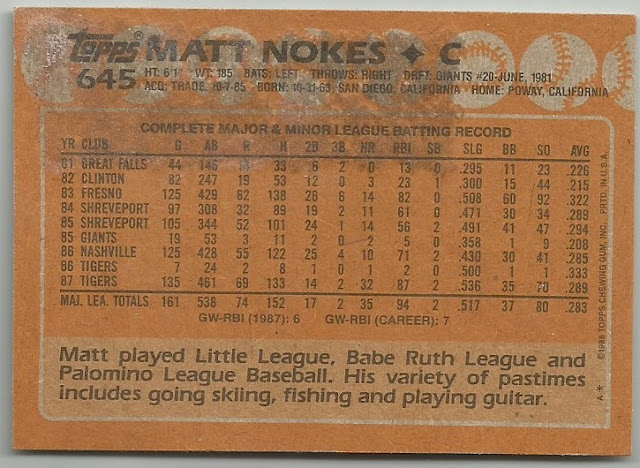 Topps® MATT NOKES ✦ C
645 HT: 6'1" WT: 185 BATS: LEFT THROWS: RIGHT DRFT: GIANTS #20-JUNE, 1981
ACQ: TRADE, 10-7-85 BORN: 10-31-63, SAN DIEGO, CALIFORNIA HOME: POWAY, CALIFORNIA
COMPLETE MAJOR & MINOR LEAGUE BATTING RECORD
YR CLUB G AB R H 2B 3B HR RBI SB SLG BB SO AVG
81 GREAT FALLS 44 146 33 6 2 0 13 0 .295 11 23 .226
82 CLINTON 82 247 19 53 12 0 3 23 1 .300 15 44 .215
83 FRESNO 125 429 62 138 26 6 14 82 0 .508 60 92 .322
84 SHREVEPORT 97 308 32 89 19 2 11 61 0 .471 30 34 .289
85 SHREVEPORT 105 344 52 101 24 1 14 56 2 .491 41 47 .294
85 GIANTS 19 53 3 11 2 0 2 5 0 .358 1 9 .208
86 NASHVILLE 125 428 55 122 25 4 10 71 2 .430 30 41 .285
86 TIGERS 7 24 2 8 1 0 1 2 0 .500 1 1 .333
87 TIGERS 135 461 69 133 14 2 32 87 2 .536 35 70 .289
MAJ. LEA. TOTALS 161 538 74 152 17 2 35 94 2 .517 37 80 .283
GW-RBI (1987): 6 GW-RBI (CAREER): 7
Matt played Little League, Babe Ruth League and
Palomino League Baseball. His variety of pastimes
includes going skiing, fishing and playing guitar.
©1988 TOPPS CHEWING GUM, INC. PRTD. IN U.S.A.
A*